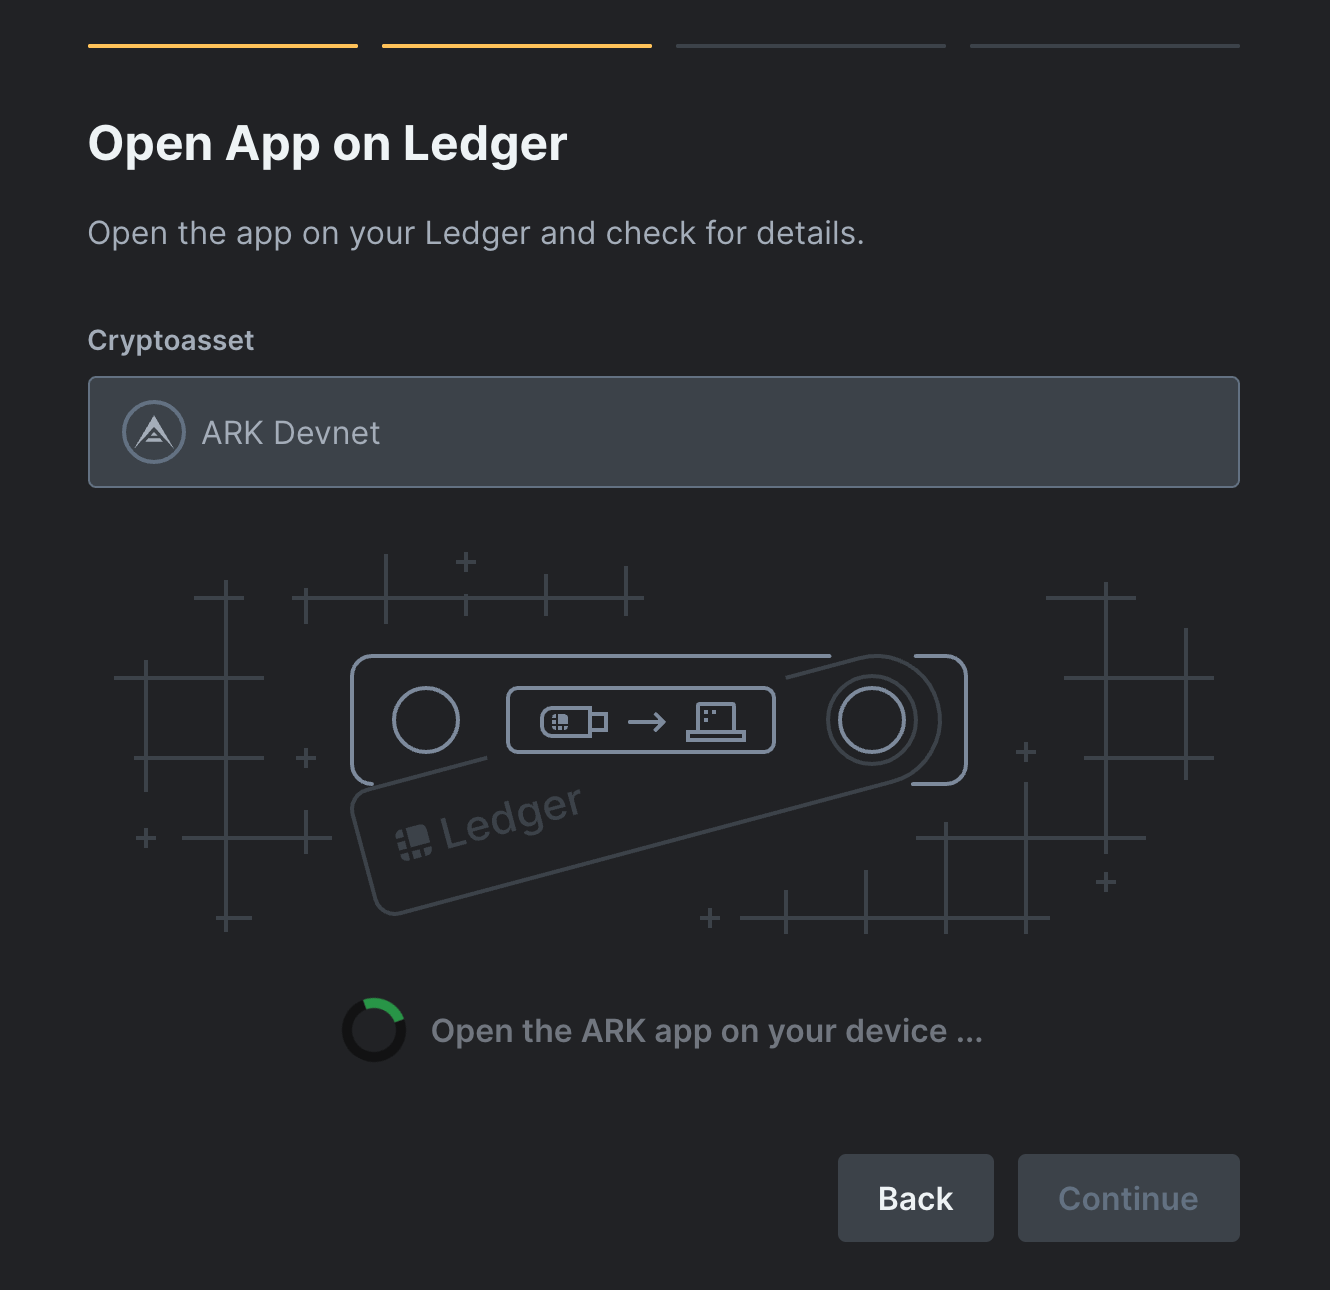 Open App on Ledger
Open the app on your Ledger and check for details.
Cryptoasset
ARK Devnet
Ledger
Open the ARK app on your device ...
Back
Continue